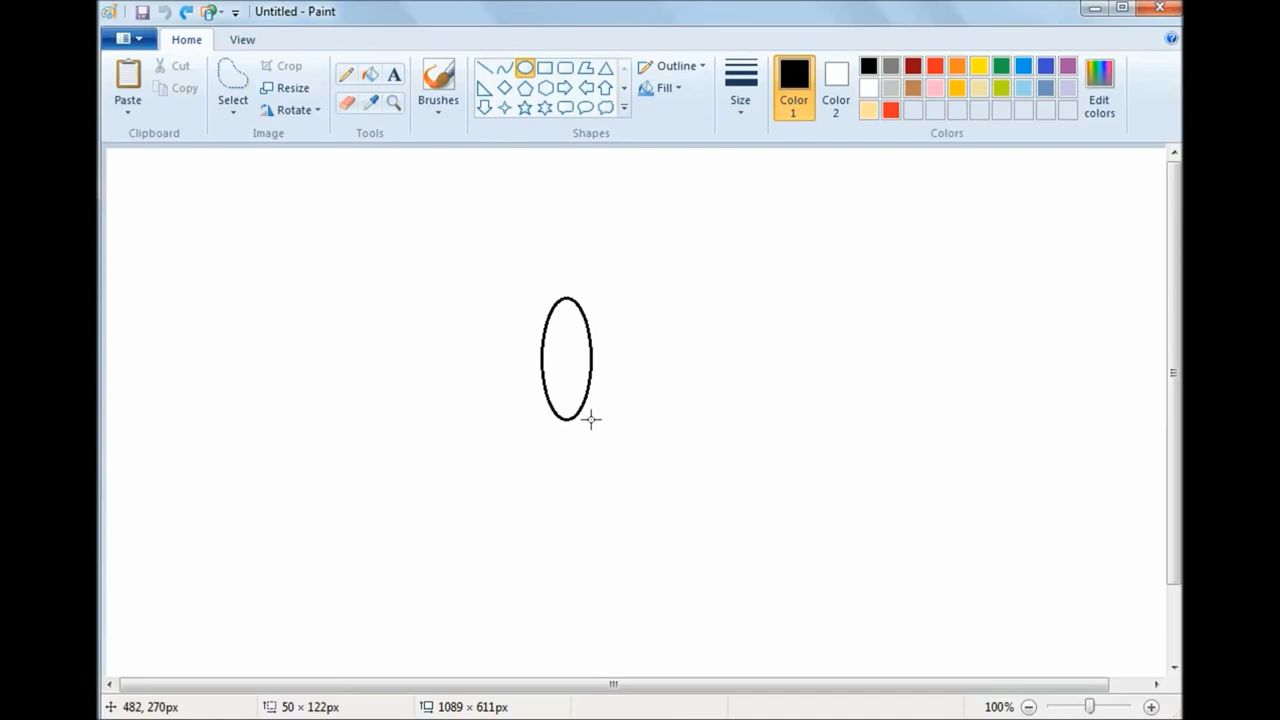 Untitled - Paint
Home
View
Paste
Cut
Copy
Clipboard
Select
Crop
Resize
Rotate
Image
A
Tools
Brushes
Outline
Fill
Shapes
Size
Color
1
Color
2
Edit
colors
Colors
482, 270px
50 × 122px
1089 × 611px
100%